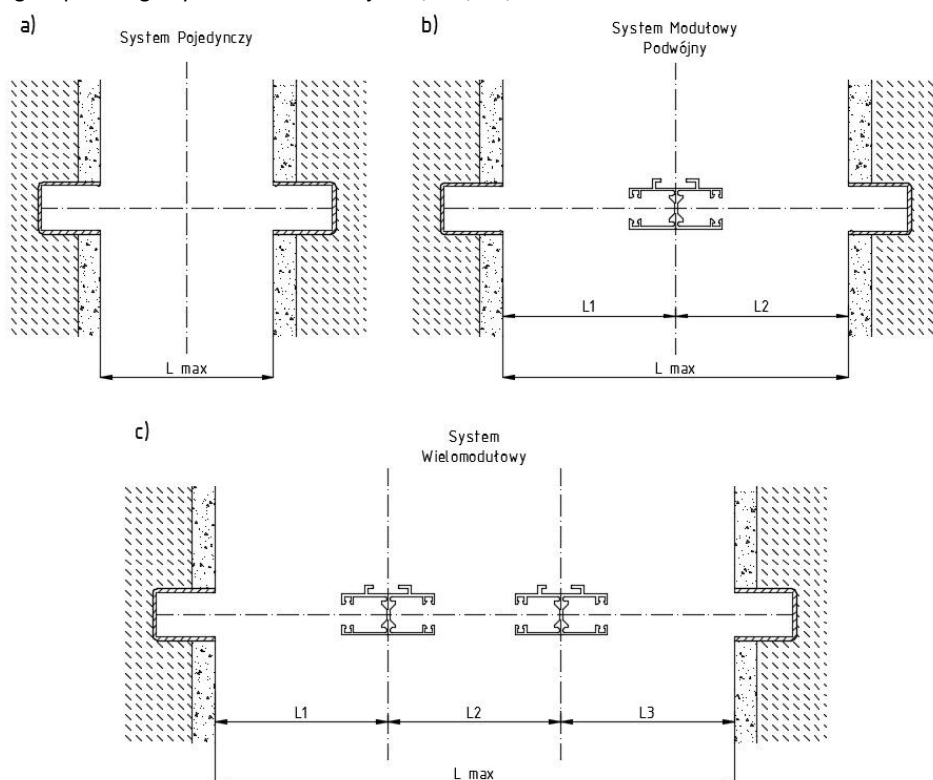 a)
System Pojedynczy
L max
b)
System Modułowy
Podwójny
L1
L2
L max
c)
System
Wielomodułowy
L1
L2
L3
L max